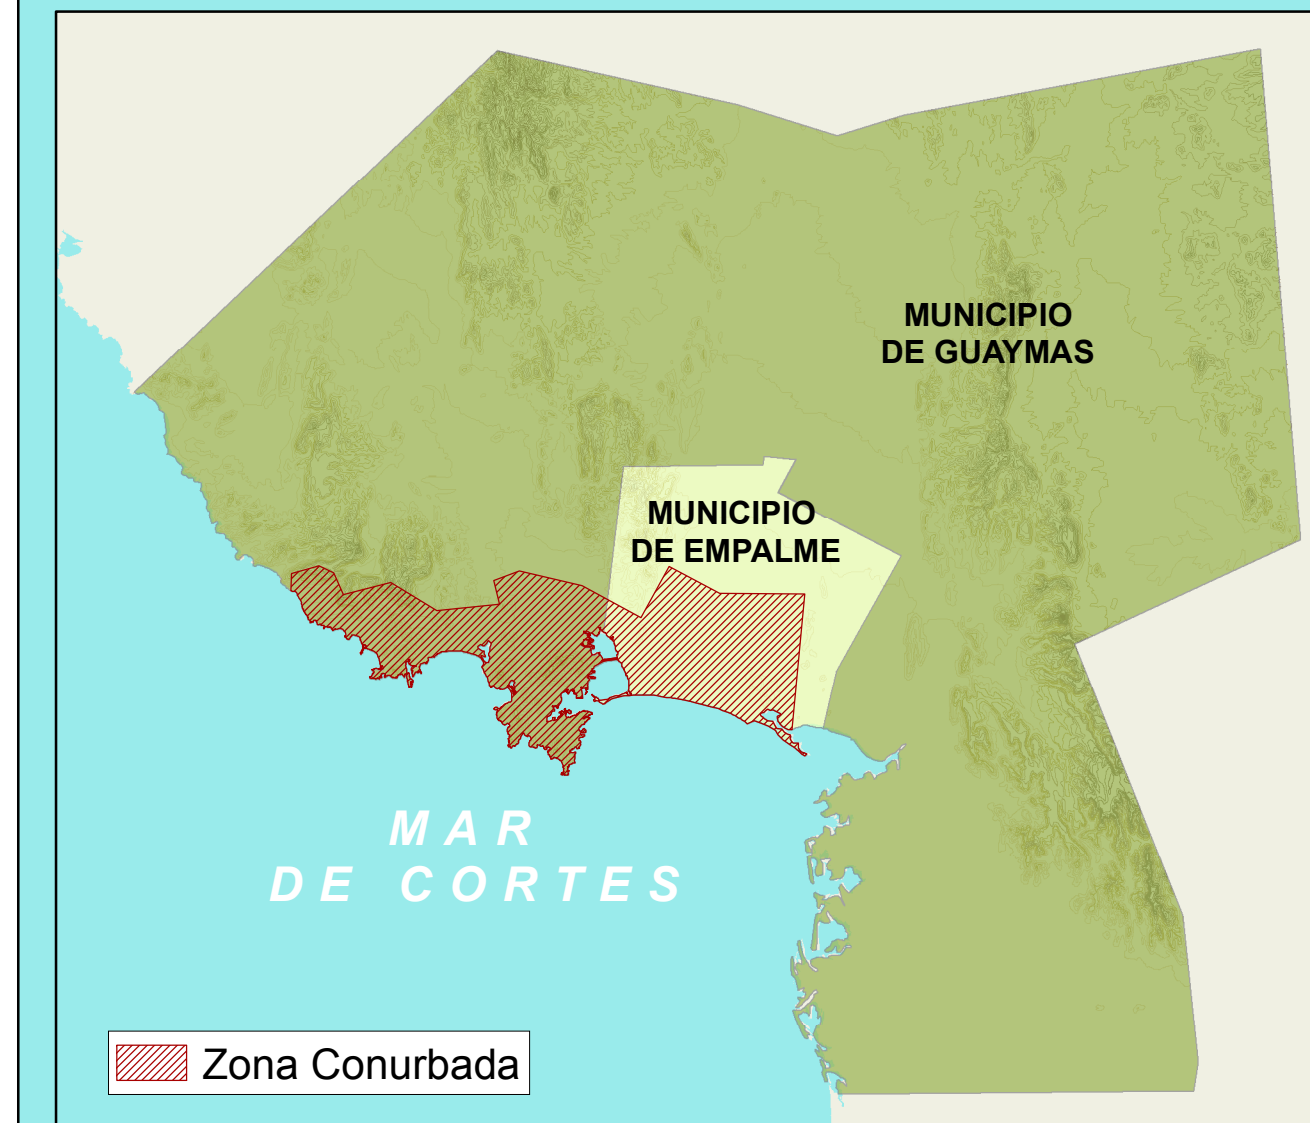 MUNICIPIO
DE GUAYMAS
MUNICIPIO
DE EMPALME
MAR
DE CORTES
Zona Conurbada